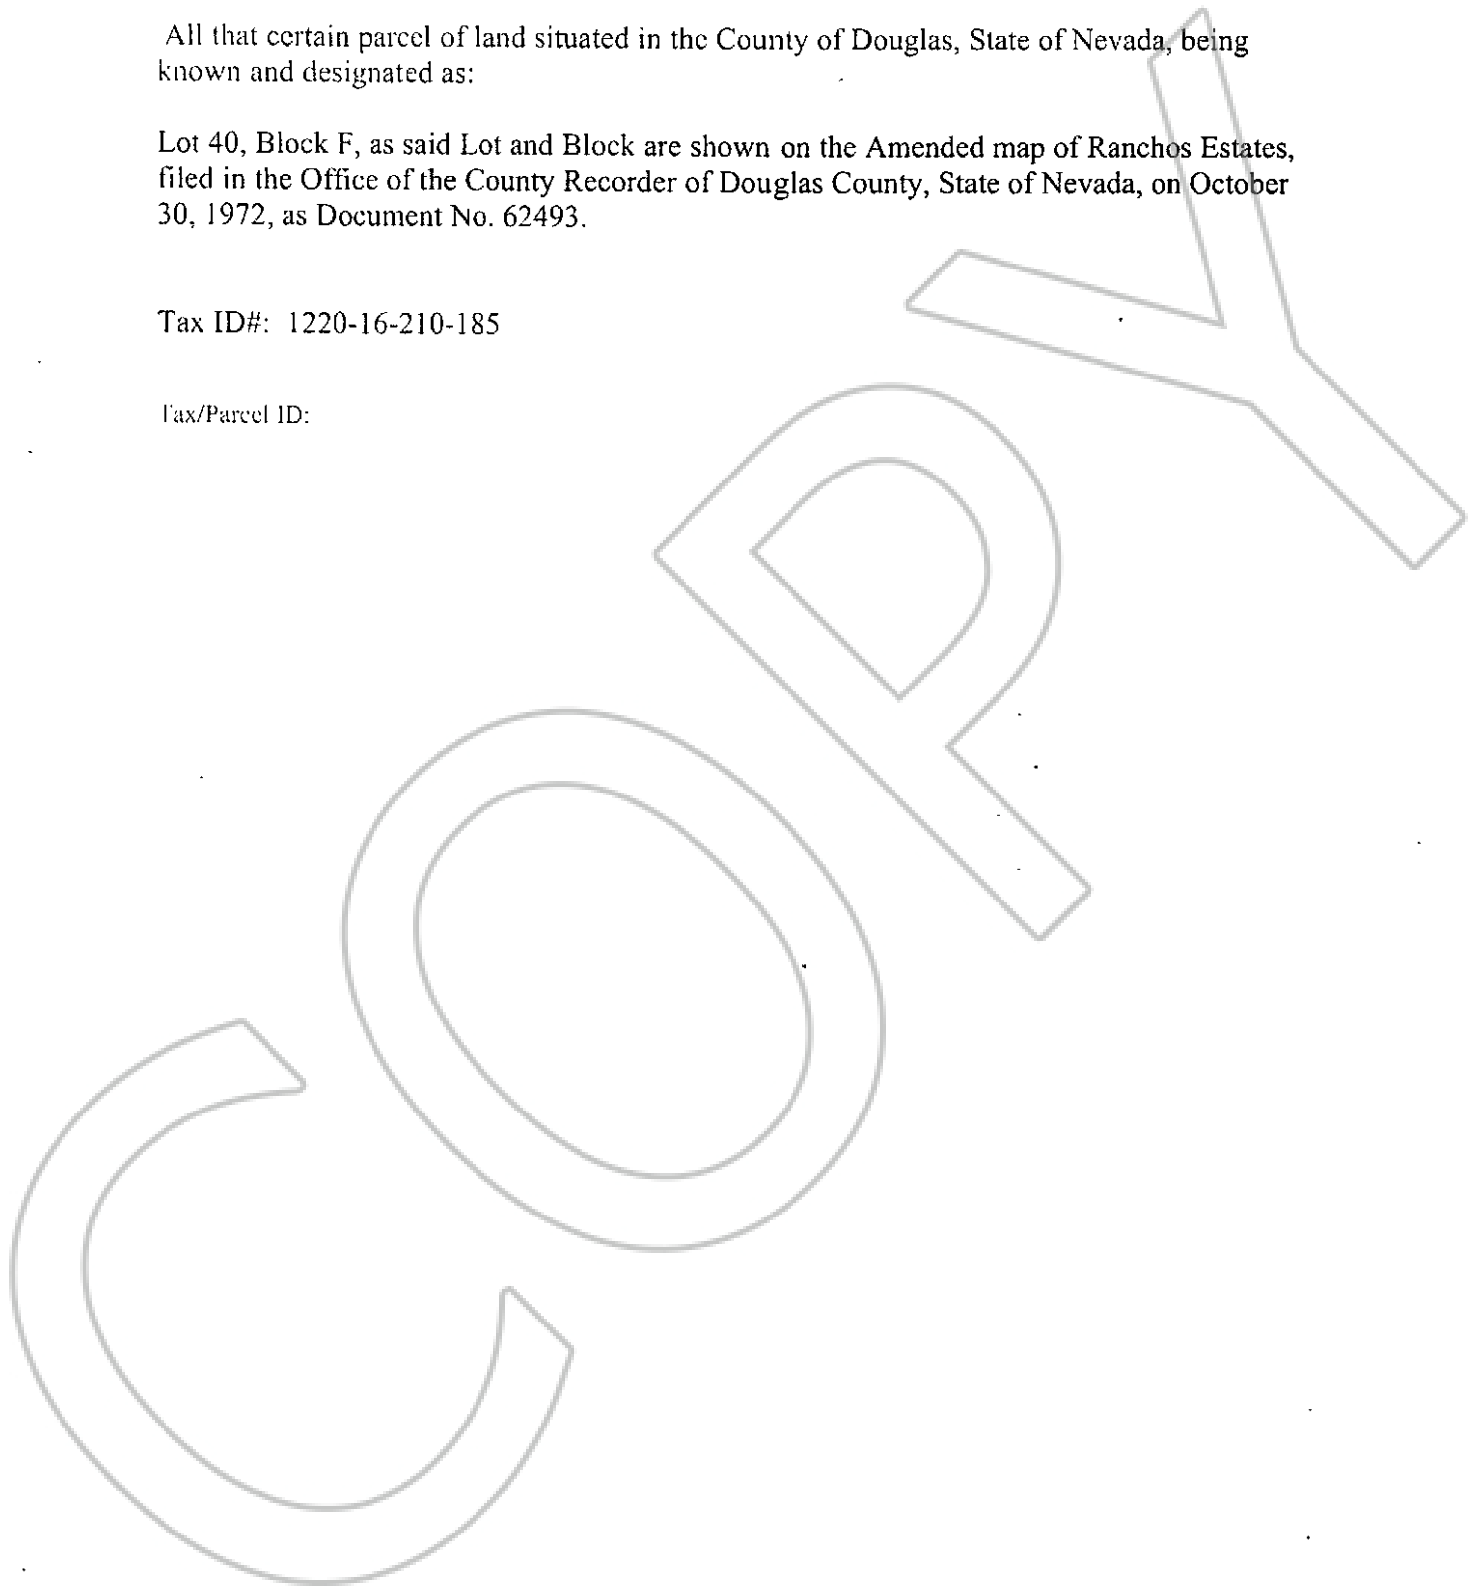 All that certain parcel of land situated in the County of Douglas, State of Nevada, being
known and designated as:
Lot 40, Block F, as said Lot and Block are shown on the Amended map of Ranchos Estates,
filed in the Office of the County Recorder of Douglas County, State of Nevada, on October
30, 1972, as Document No. 62493.
Tax ID#: 1220-16-210-185
Tax/Parcel ID:
COPY